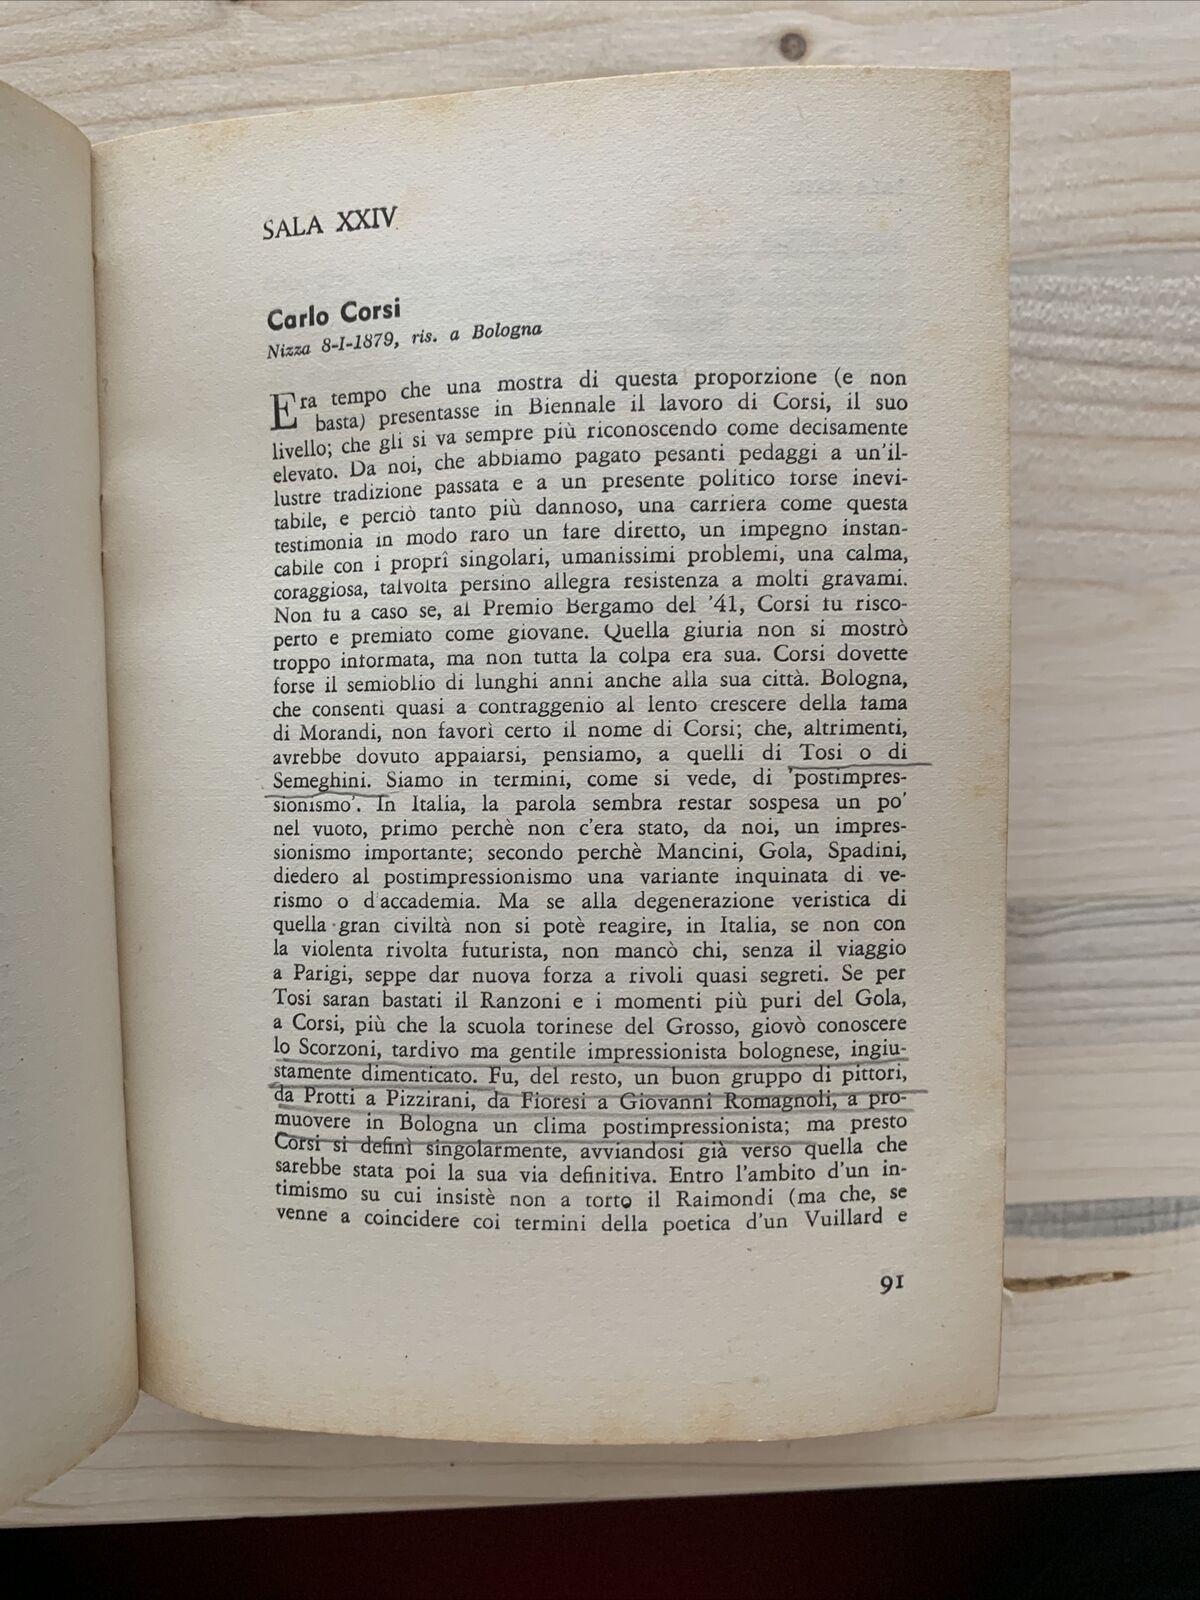 SALA XXIV
Carlo Corsi
Nizza 8-I-1879, ris. a Bologna
Era tempo che una mostra di questa proporzione (e non
basta) presentasse in Biennale il lavoro di Corsi, il suo
livello; che gli si va sempre più riconoscendo come decisamente
elevato. Da noi, che abbiamo pagato pesanti pedaggi a un'il-
lustre tradizione passata e a un presente politico forse inevi-
tabile, e perciò tanto più dannoso, una carriera come questa
testimonia in modo raro un fare diretto, un impegno instan-
cabile con i proprî singolari, umanissimi problemi, una calma,
coraggiosa, talvolta persino allegra resistenza a molti gravami.
Non fu a caso se, al Premio Bergamo del '41, Corsi fu risco-
perto e premiato come giovane. Quella giuria non si mostrò
troppo informata, ma non tutta la colpa era sua. Corsi dovette
forse il semioblio di lunghi anni anche alla sua città. Bologna,
che consentì quasi a contraggenio al lento crescere della fama
di Morandi, non favorì certo il nome di Corsi; che, altrimenti,
avrebbe dovuto appaiarsi, pensiamo, a quelli di Tosi o di
Semeghini. Siamo in termini, come si vede, di 'postimpres-
sionismo'. In Italia, la parola sembra restar sospesa un po'
nel vuoto, primo perchè non c'era stato, da noi, un impres-
sionismo importante; secondo perchè Mancini, Gola, Spadini,
diedero al postimpressionismo una variante inquinata di ve-
rismo o d'accademia. Ma se alla degenerazione veristica di
quella gran civiltà non si potè reagire, in Italia, se non con
la violenta rivolta futurista, non mancò chi, senza il viaggio
a Parigi, seppe dar nuova forza a rivoli quasi segreti. Se per
Tosi saran bastati il Ranzoni e i momenti più puri del Gola,
a Corsi, più che la scuola torinese del Grosso, giovò conoscere
lo Scorzoni, tardivo ma gentile impressionista bolognese, ingiu-
stamente dimenticato. Fu, del resto, un buon gruppo di pittori,
da Protti a Pizzirani, da Fioresi a Giovanni Romagnoli, a pro-
muovere in Bologna un clima postimpressionista; ma presto
Corsi si definì singolarmente, avviandosi già verso quella che
sarebbe stata poi la sua via definitiva. Entro l'ambito d'un in-
timismo su cui insistè non a torto il Raimondi (ma che, se
venne a coincidere coi termini della poetica d'un Vuillard e
91